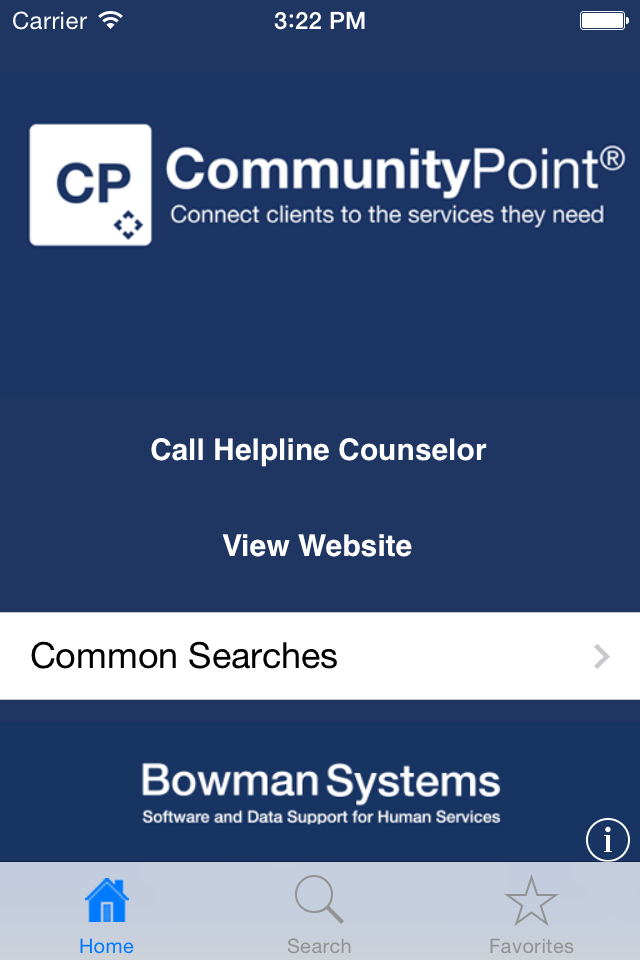 Carrier 3:22 PM
CP CommunityPoint®
Connect clients to the services they need
Call Helpline Counselor
View Website
Common Searches
Bowman Systems
Software and Data Support for Human Services
i
Home Search Favorites